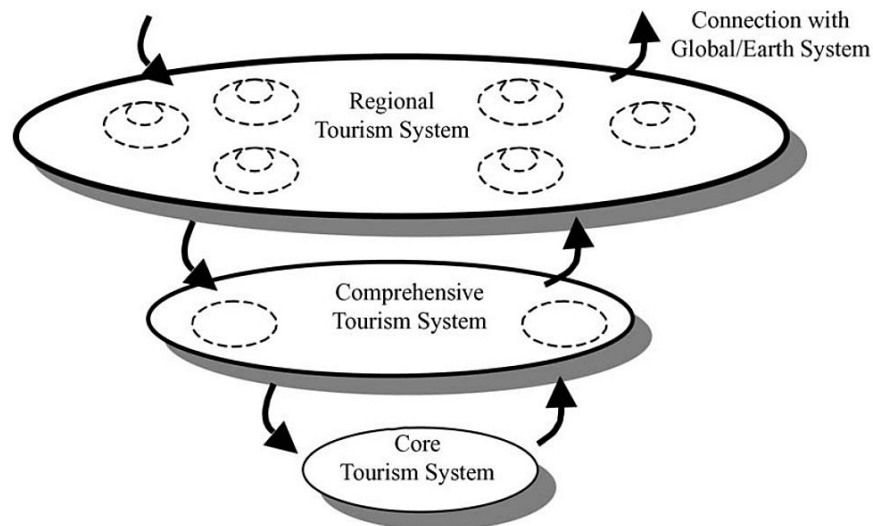 Connection with
Global/Earth System
Regional
Tourism System
Comprehensive
Tourism System
Core
Tourism System